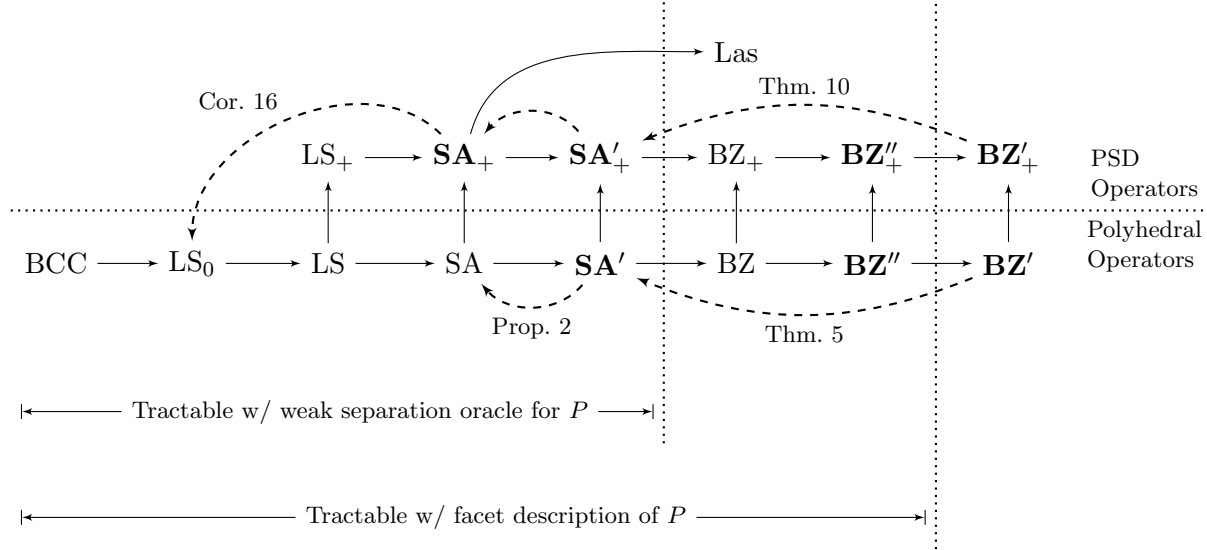 Las
Thm. 10
Cor. 16
LS₊
SA₊
SA′₊
BZ₊
BZ″₊
BZ′₊
PSD
Operators
Polyhedral
Operators
BCC
LS₀
LS
SA
SA′
BZ
BZ″
BZ′
Prop. 2
Thm. 5
Tractable w/ weak separation oracle for P
Tractable w/ facet description of P